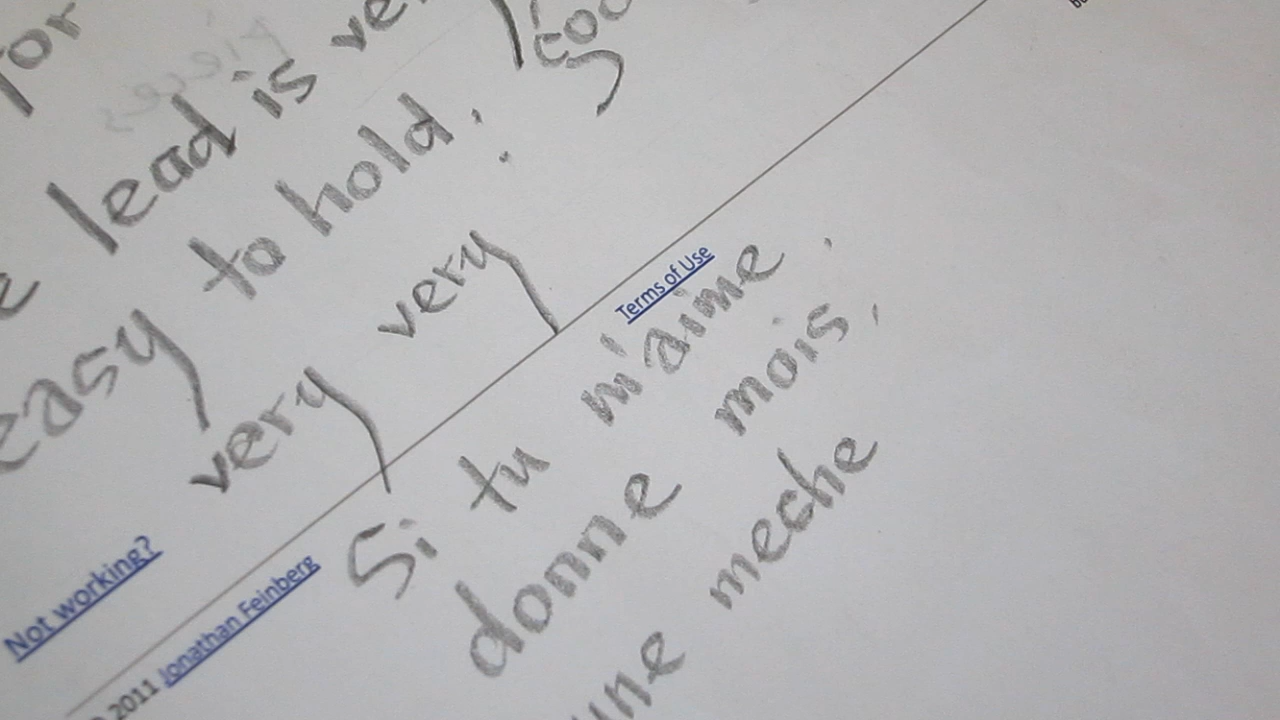 for
lead is
easy to hold.
very very
Not working?
2011 Jonathan Feinberg
Terms of Use
Si tu m'aime
donne mois,
une meche